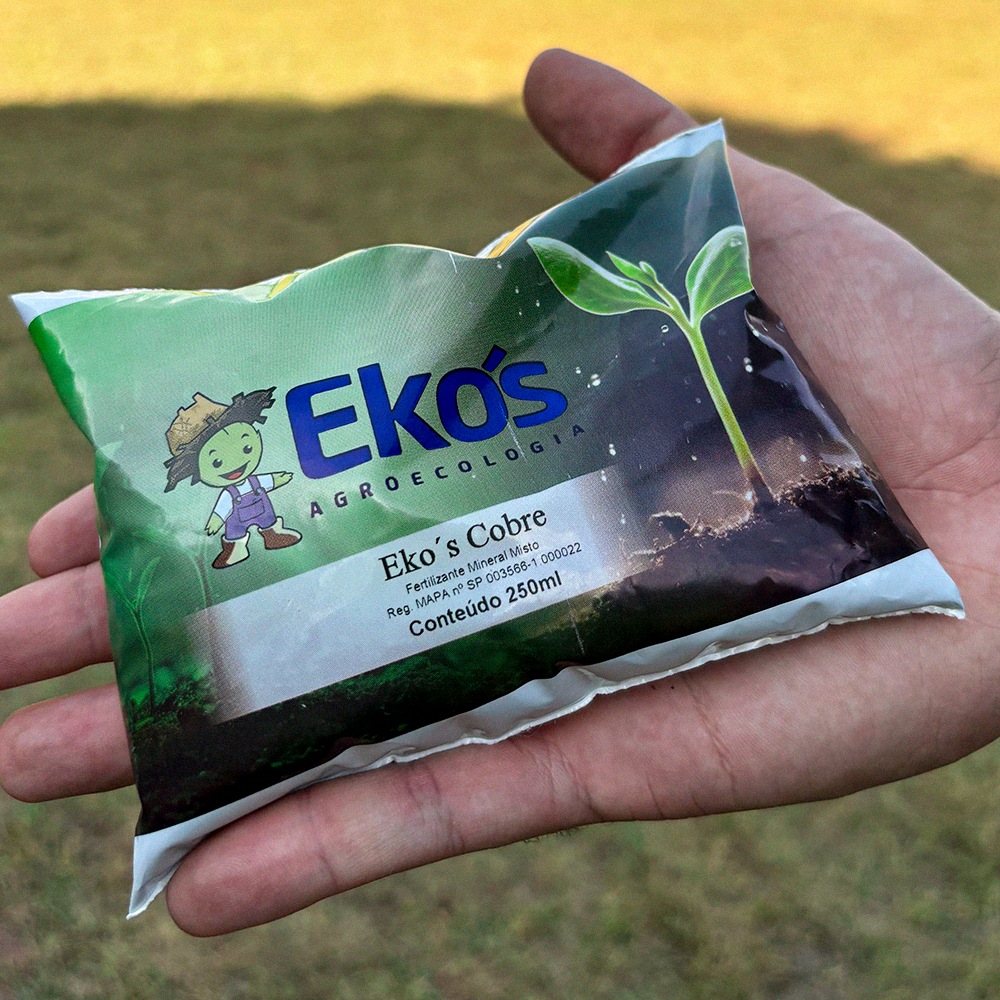 Eko's
AGROECOLOGIA
Eko´s Cobre
Fertilizante Mineral Misto
Reg. MAPA nº SP 003566-1.000022
Conteúdo 250ml